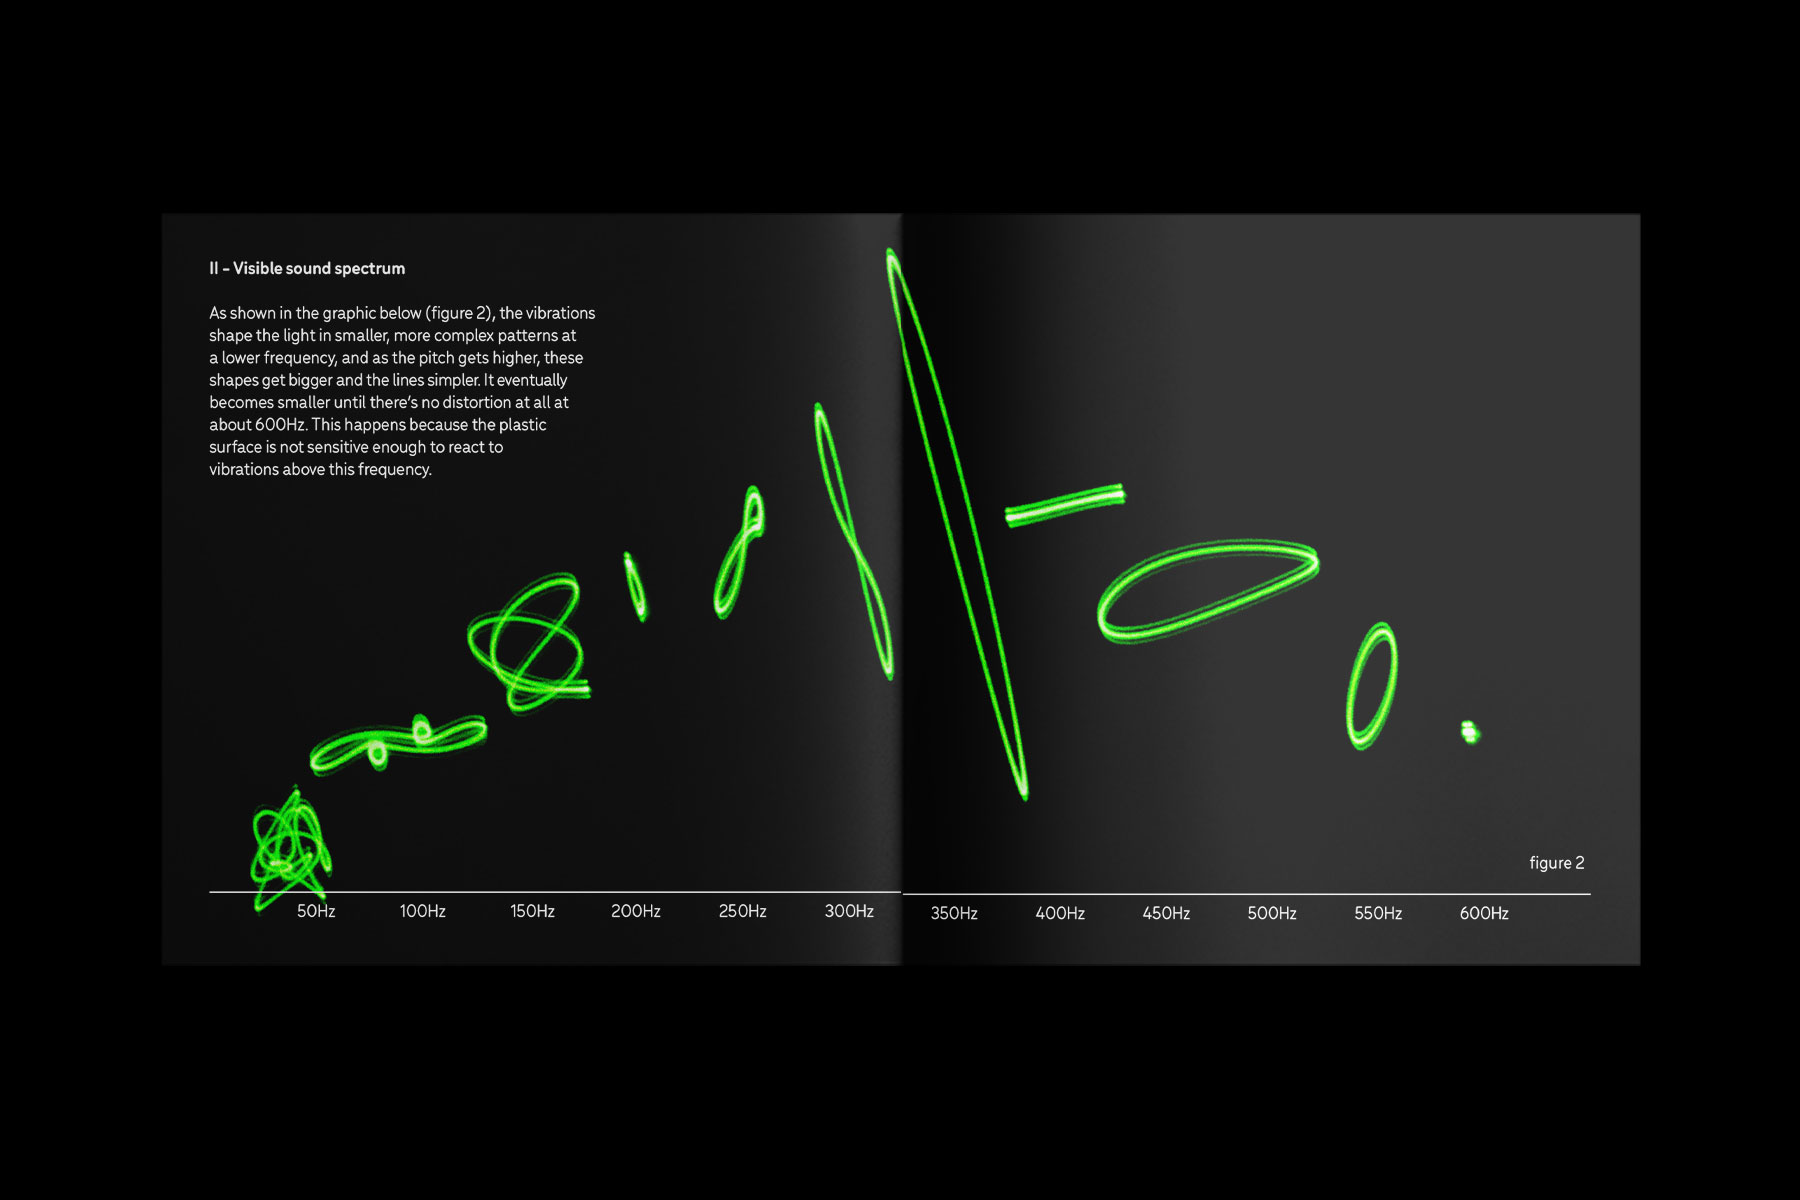 II – Visible sound spectrum
As shown in the graphic below (figure 2), the vibrations
shape the light in smaller, more complex patterns at
a lower frequency, and as the pitch gets higher, these
shapes get bigger and the lines simpler. It eventually
becomes smaller until there's no distortion at all at
about 600Hz. This happens because the plastic
surface is not sensitive enough to react to
vibrations above this frequency.
figure 2
50Hz 100Hz 150Hz 200Hz 250Hz 300Hz 350Hz 400Hz 450Hz 500Hz 550Hz 600Hz